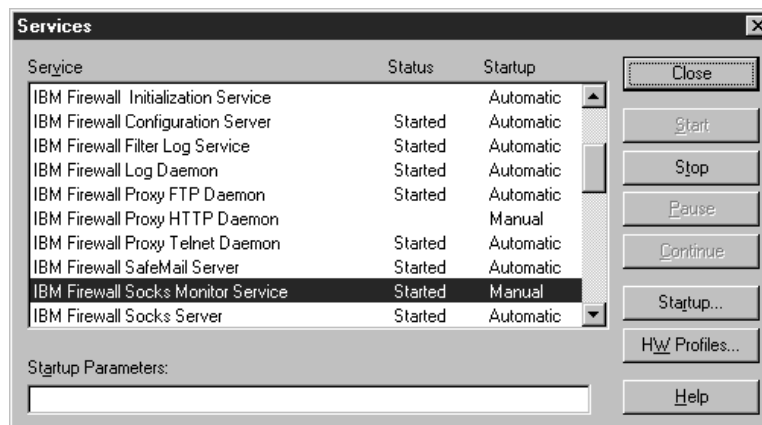 Services
Service Status Startup
IBM Firewall Initialization Service Automatic
IBM Firewall Configuration Server Started Automatic
IBM Firewall Filter Log Service Started Automatic
IBM Firewall Log Daemon Started Automatic
IBM Firewall Proxy FTP Daemon Started Automatic
IBM Firewall Proxy HTTP Daemon Manual
IBM Firewall Proxy Telnet Daemon Started Automatic
IBM Firewall SafeMail Server Started Automatic
IBM Firewall Socks Monitor Service Started Manual
IBM Firewall Socks Server Started Automatic
Startup Parameters:
Close
Start
Stop
Pause
Continue
Startup...
HW Profiles...
Help